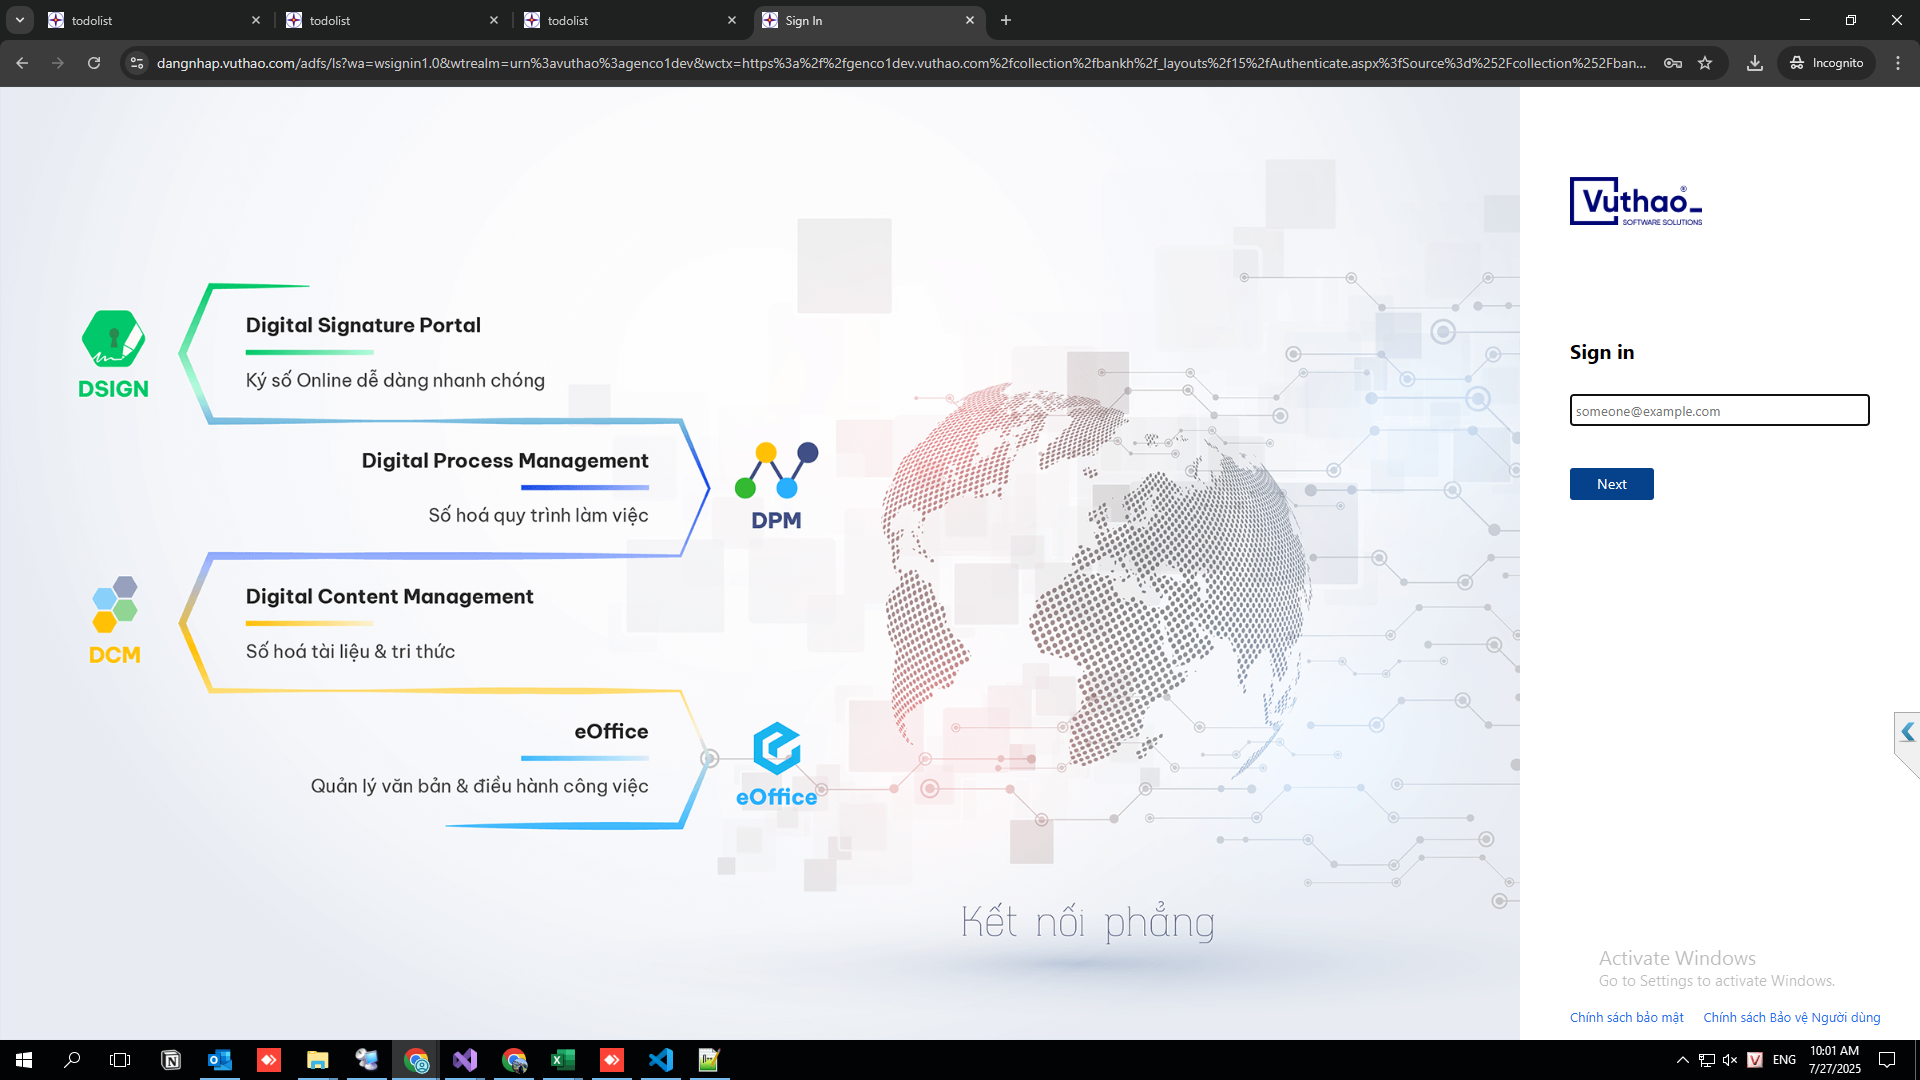 todolist
todolist
todolist
Sign In
dangnhap.vuthao.com/adfs/ls?wa=wsignin1.0&wtrealm=urn%3avuthao%3agenco1dev&wctx=https%3a%2f%2fgenco1dev.vuthao.com%2fcollection%2fbankh%2f_layouts%2f15%2fAuthenticate.aspx%3fSource%3d%252Fcollection%252Fban...
Incognito
Vuthao_®
SOFTWARE SOLUTIONS
Sign in
someone@example.com
Next
DSIGN
Digital Signature Portal
Ký số Online dễ dàng nhanh chóng
Digital Process Management
Số hoá quy trình làm việc
DPM
DCM
Digital Content Management
Số hoá tài liệu & tri thức
eOffice
Quản lý văn bản & điều hành công việc
eOffice
Kết nối phẳng
Activate Windows
Go to Settings to activate Windows.
Chính sách bảo mật
Chính sách Bảo vệ Người dùng
ENG
10:01 AM
7/27/2025